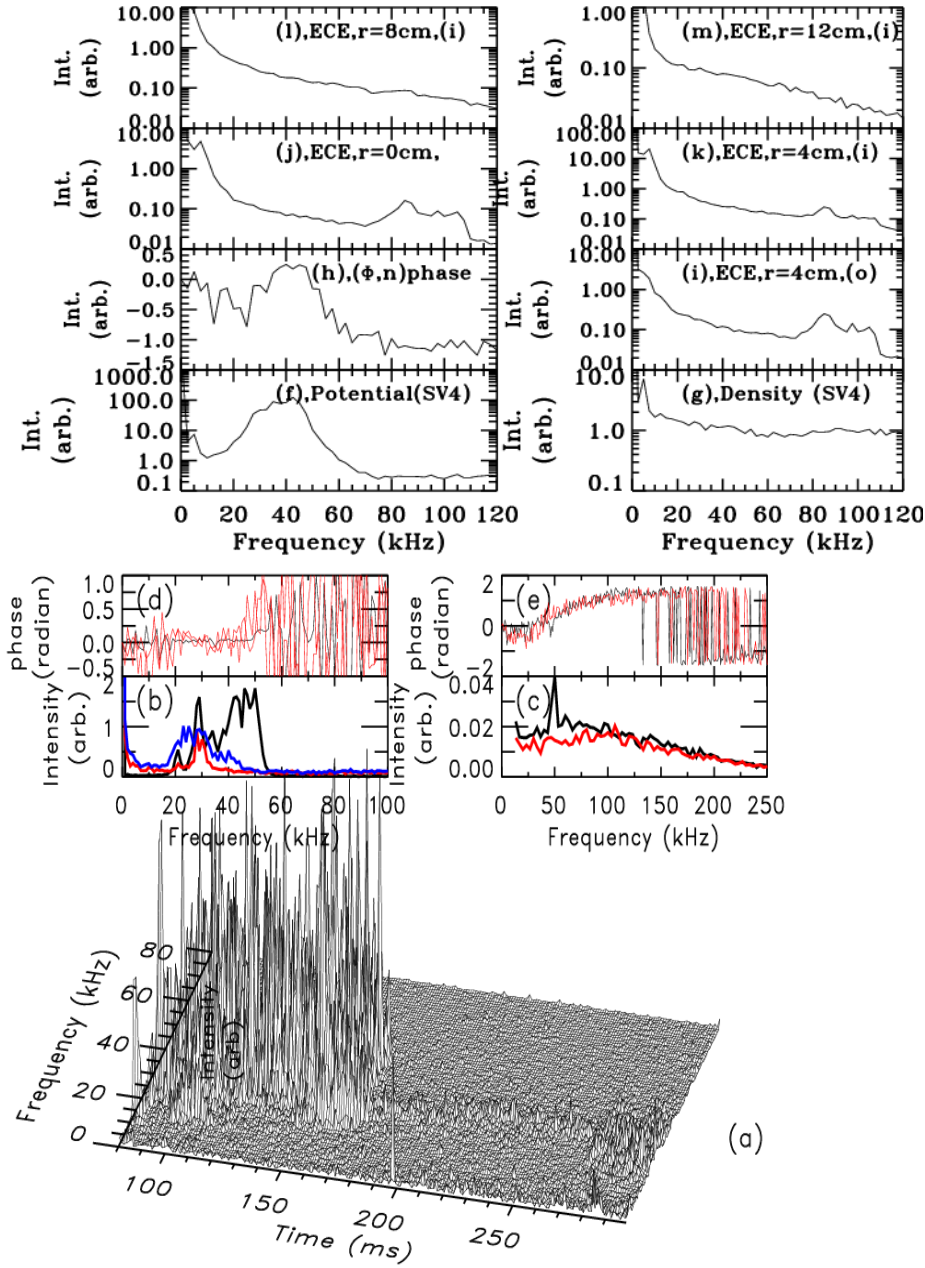 (l),ECE,r=8cm,(i)
Int.
(arb.)
1.00
0.10
0.01
(m),ECE,r=12cm,(i)
Int.
(arb.)
1.00
0.10
0.01
(j),ECE,r=0cm,
Int.
(arb.)
10.00
1.00
0.10
0.01
(k),ECE,r=4cm,(i)
Int.
(arb.)
100.00
10.00
1.00
0.10
0.01
(h),(Φ,n)phase
Int.
(arb.)
0.5
0.0
−0.5
−1.0
−1.5
(i),ECE,r=4cm,(o)
Int.
(arb.)
10.00
1.00
0.10
0.01
(f),Potential(SV4)
Int.
(arb.)
1000.0
100.0
10.0
1.0
0.1
(g),Density (SV4)
Int.
(arb.)
10.0
1.0
0.1
0 20 40 60 80 100 120
Frequency (kHz)
0 20 40 60 80 100120
Frequency (kHz)
(d)
phase
(radian)
1.0
0.5
0.0
−0.5
(e)
phase
(radian)
2
0
−2
(b)
Intensity
(arb.)
2
1
0
(c)
Intensity
(arb.)
0.04
0.02
0.00
0 20 40 60 80 100
Frequency (kHz)
0 50 100 150 200 250
Frequency (kHz)
80
60
40
20
0
Frequency (kHz)
Intensity
(arb)
(a)
100 150 200 250
Time (ms)